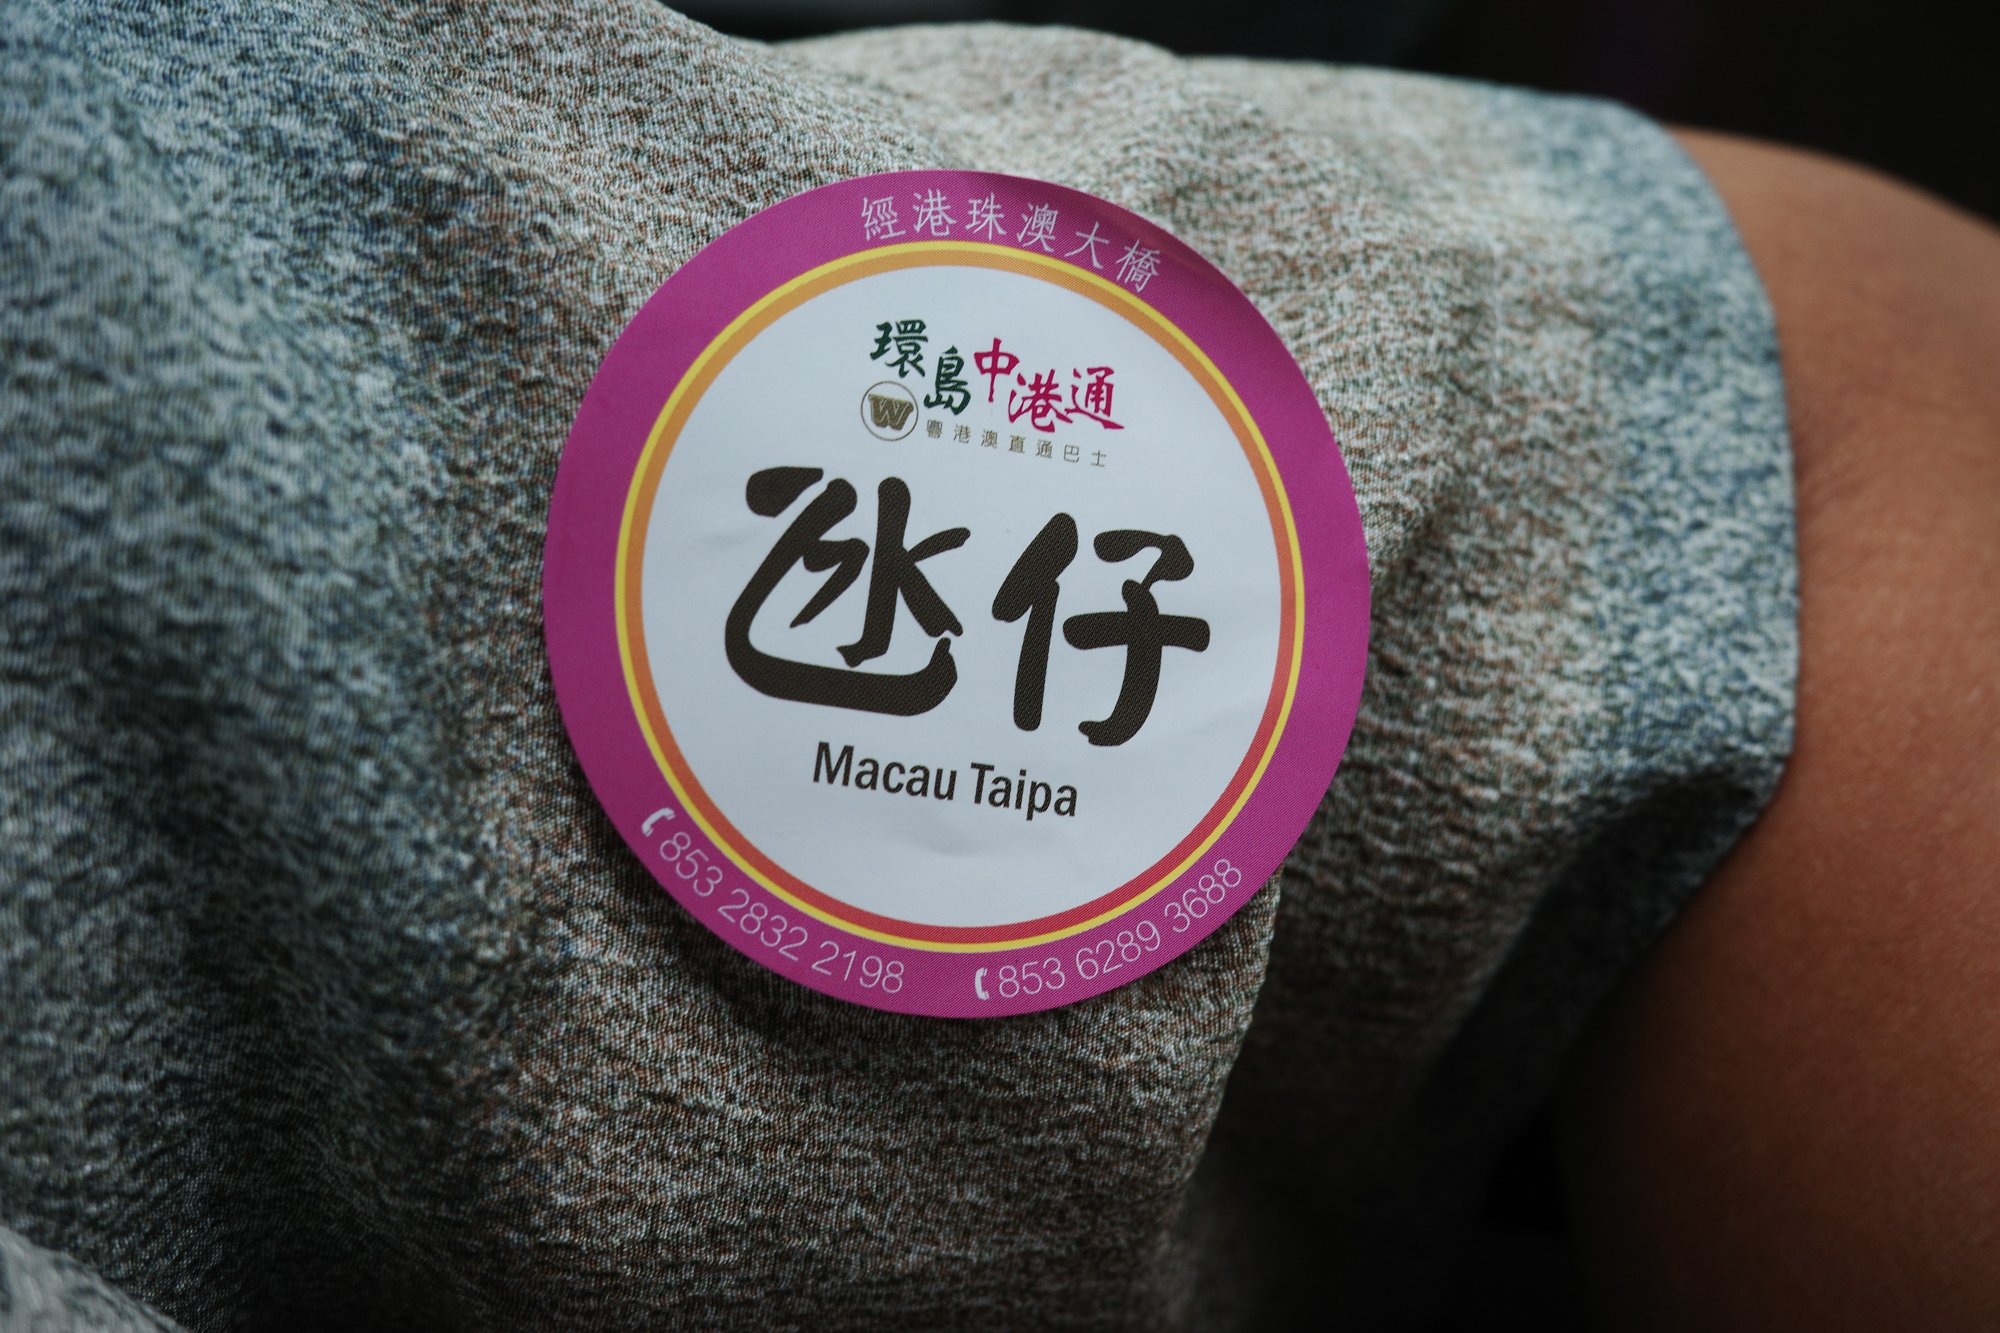 經港珠澳大橋
環島中港通
W
粵港澳直通巴士
氹仔
Macau Taipa
853 2832 2198
853 6289 3688